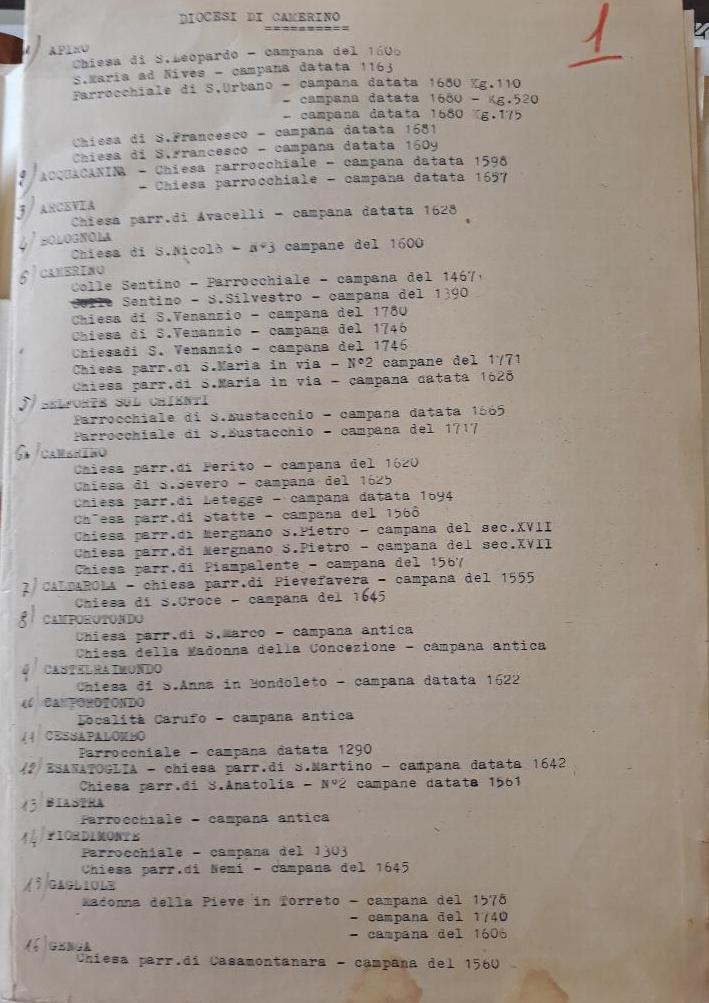 DIOCESI DI CAMERINO
1
1/ APIRO
Chiesa di S.Leopardo - campana del 1606
S.Maria ad Nives - campana datata 1163
Parrocchiale di S.Urbano - campana datata 1680 Kg.110
- campana datata 1680 - Kg.520
- campana datata 1680 Kg.175
Chiesa di S.Francesco - campana datata 1681
Chiesa di S.Francesco - campana datata 1609
2/ ACQUACANINA - Chiesa parrocchiale - campana datata 1598
- Chiesa parrocchiale - campana datata 1657
3/ ARCEVIA
Chiesa parr.di Avacelli - campana datata 1628
4/ BOLOGNOLA
Chiesa di S.Nicolò - N°3 campane del 1600
6/ CAMERINO
Colle Sentino - Parrocchiale - campana del 1467
Sentino - S.Silvestro - campana del 1390
Chiesa di S.Venanzio - campana del 1780
Chiesa di S.Venanzio - campana del 1746
Chiesadi S. Venanzio - campana del 1746
Chiesa parr.di S.Maria in via - N°2 campane del 1771
Chiesa parr.di S.Maria in via - campana datata 1628
5/ BELFORTE SUL CHIENTI
Parrocchiale di S.Eustacchio - campana datata 1865
Parrocchiale di S.Eustacchio - campana del 1717
6a/ CAMERINO
Chiesa parr.di Perito - campana del 1620
Chiesa di S.Severo - campana del 1625
Chiesa parr.di Letegge - campana datata 1694
Ch esa parr.di Statte - campana del 1568
Chiesa parr.di Mergnano S.Pietro - campana del sec.XVII
Chiesa parr.di Mergnano S.Pietro - campana del sec.XVII
Chiesa parr.di Piampalente - campana del 1567
7/ CALDAROLA - chiesa parr.di Pievefavera - campana del 1555
Chiesa di S.Croce - campana del 1645
8/ CAMPOROTONDO
Chiesa parr.di S.Marco - campana antica
Chiesa della Madonna della Concezione - campana antica
9/ CASTELRAIMONDO
Chiesa di S.Anna in Bondoleto - campana datata 1622
10 CAMPOROTONDO
Località Carufo - campana antica
11/ CESSAPALOMBO
Parrocchiale - campana datata 1290
12/ ESANATOGLIA - chiesa parr.di S.Martino - campana datata 1642
Chiesa parr.di S.Anatolia - N°2 campane datata 1561
13/ FIASTRA
Parrocchiale - campana antica
14/ FIORDIMONTE
Parrocchiale - campana del 1303
Chiesa parr.di Nemi - campana del 1645
15/ GAGLIOLE
Madonna della Pieve in Torreto - campana del 1578
- campana del 1740
- campana del 1606
16/ GENGA
Chiesa parr.di Casamontanara - campana del 1560